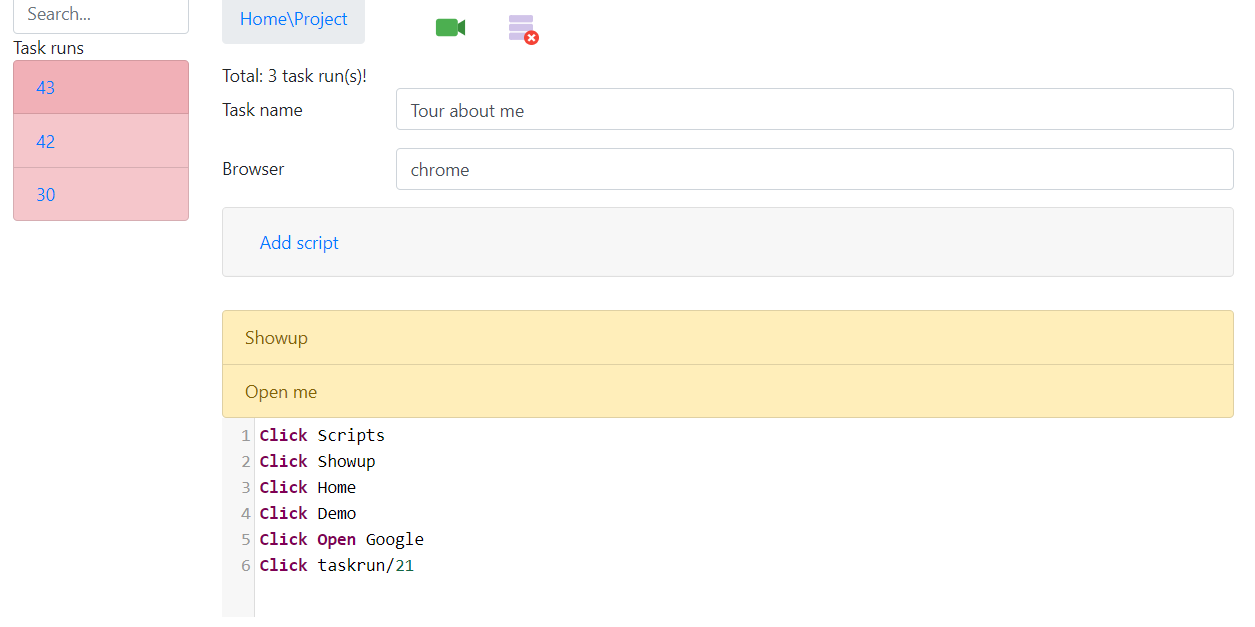 Search...
Task runs
43
42
30
Home\Project
Total: 3 task run(s)!
Task name
Tour about me
Browser
chrome
Add script
Showup
Open me
1 Click Scripts
2 Click Showup
3 Click Home
4 Click Demo
5 Click Open Google
6 Click taskrun/21